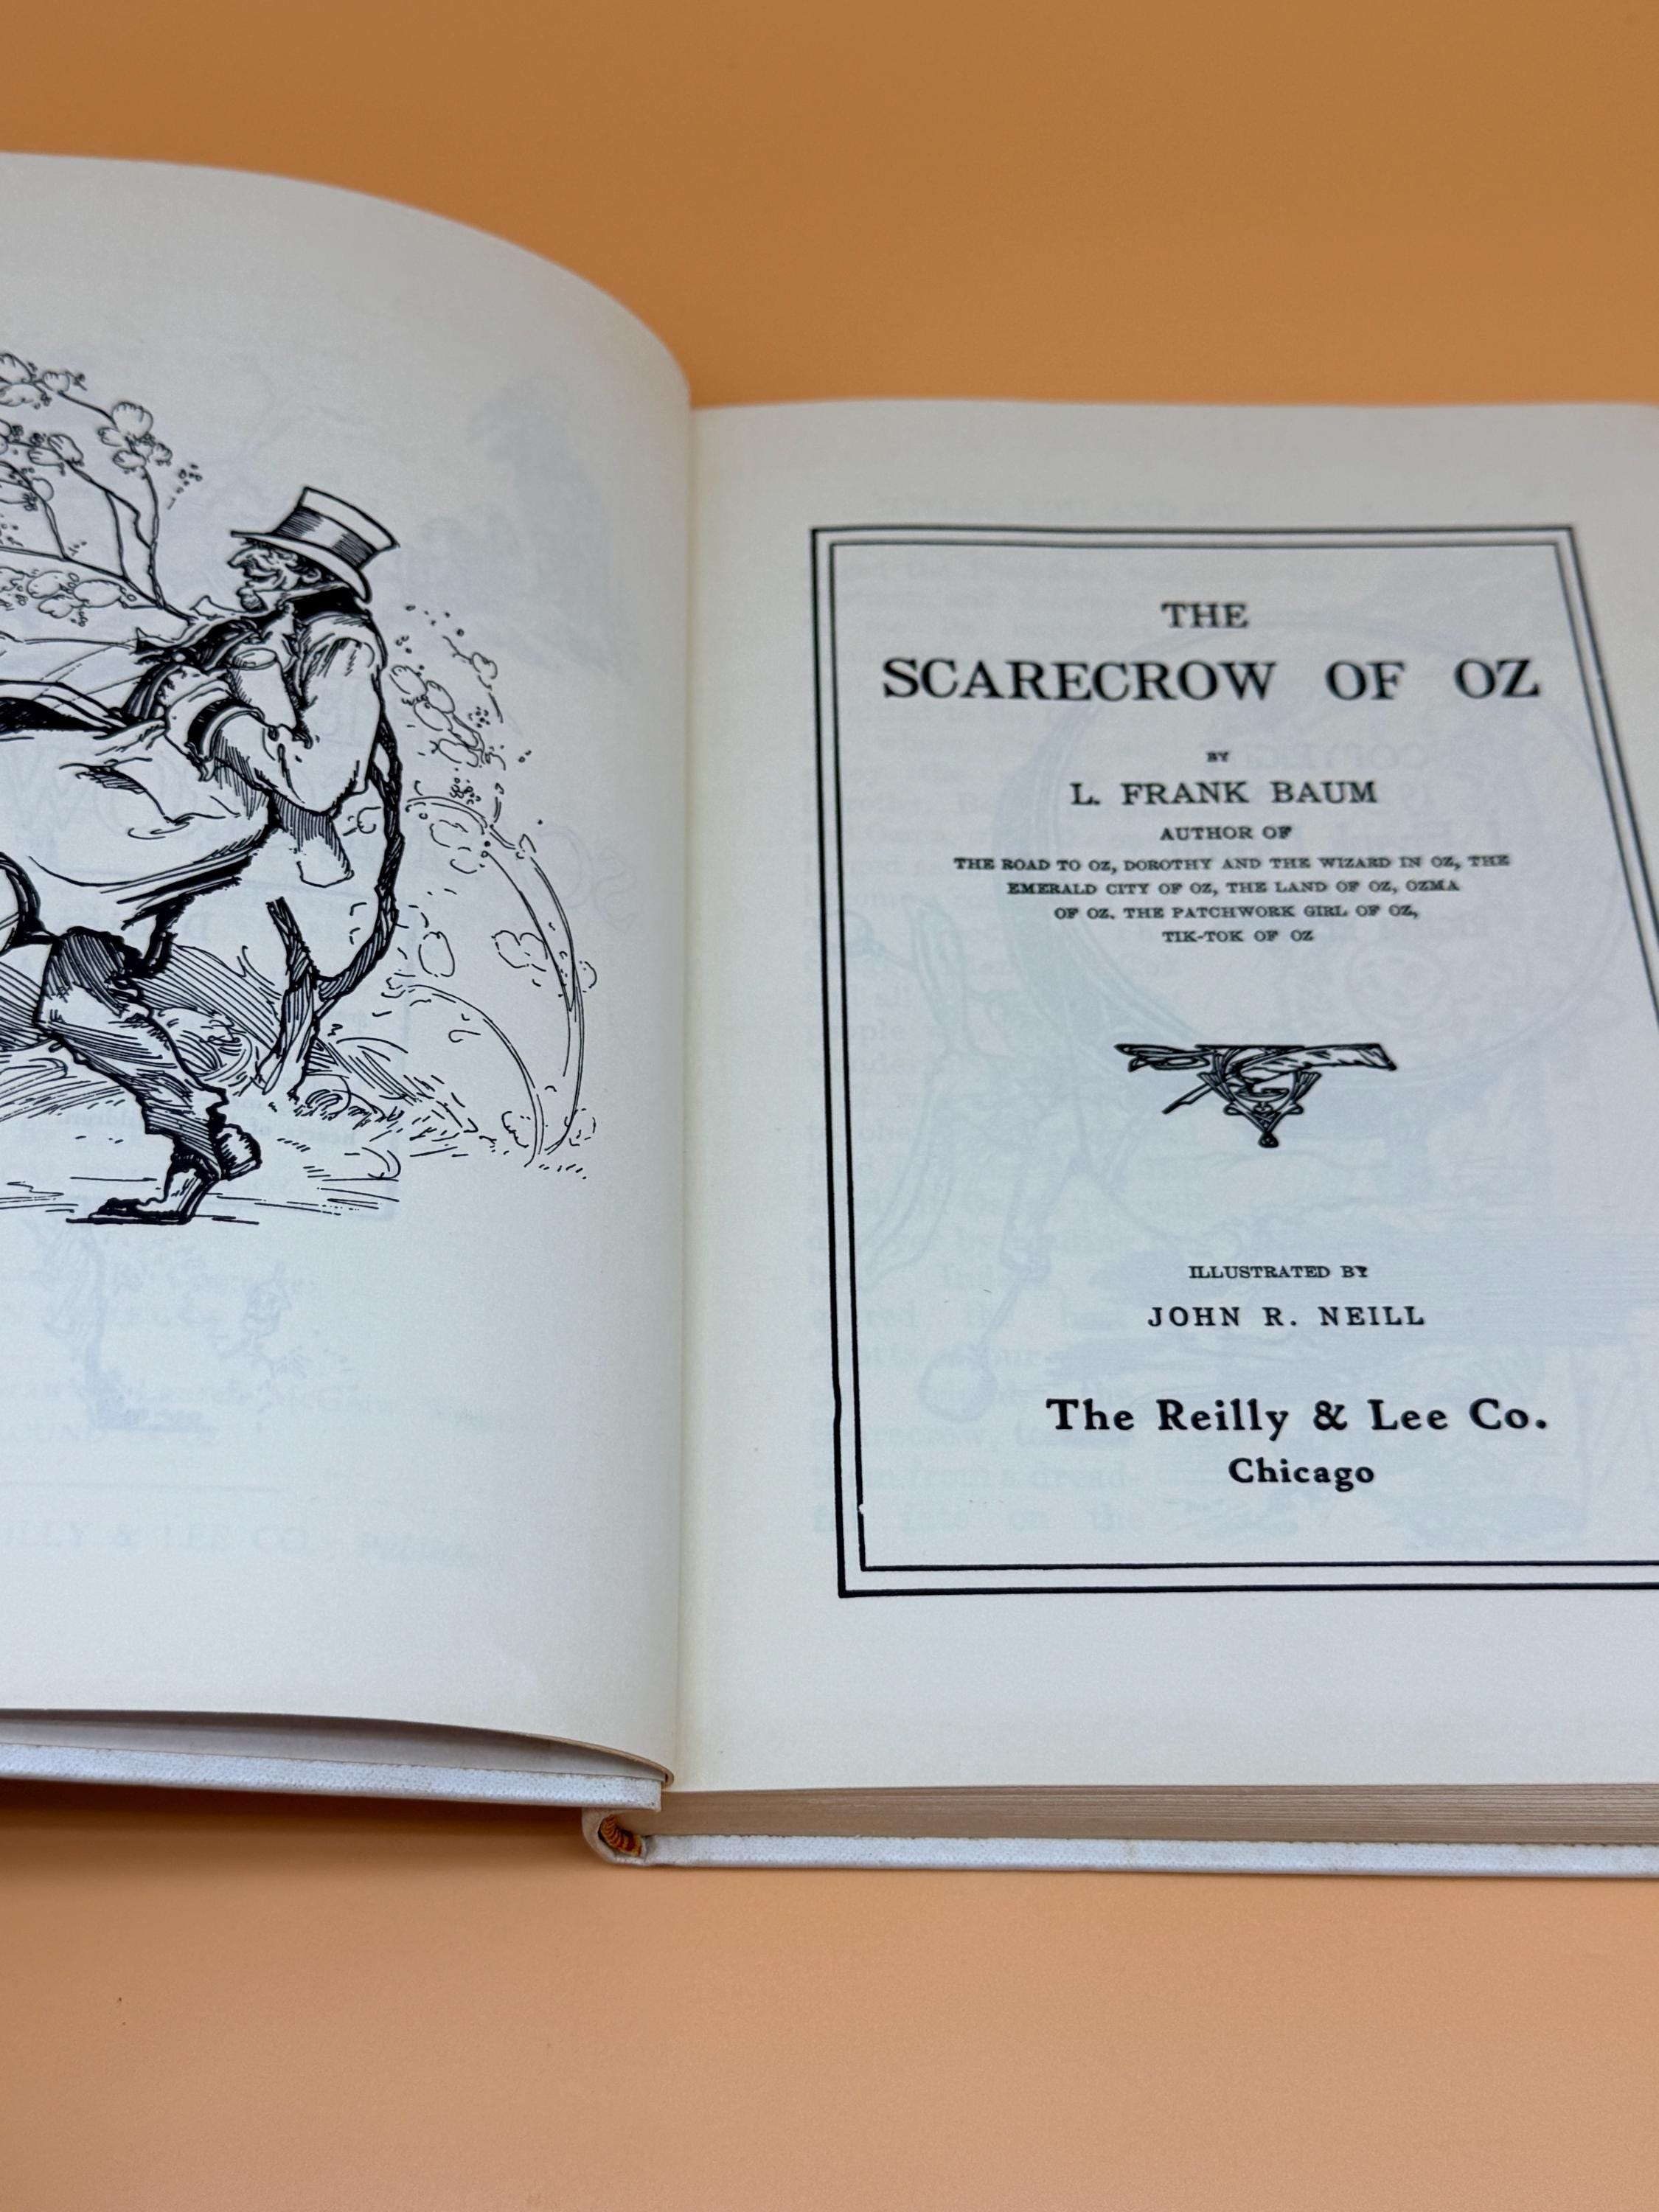 THE
SCARECROW OF OZ
BY
L. FRANK BAUM
AUTHOR OF
THE ROAD TO OZ, DOROTHY AND THE WIZARD IN OZ, THE
EMERALD CITY OF OZ, THE LAND OF OZ, OZMA
OF OZ, THE PATCHWORK GIRL OF OZ,
TIK-TOK OF OZ
ILLUSTRATED BY
JOHN R. NEILL
The Reilly & Lee Co.
Chicago